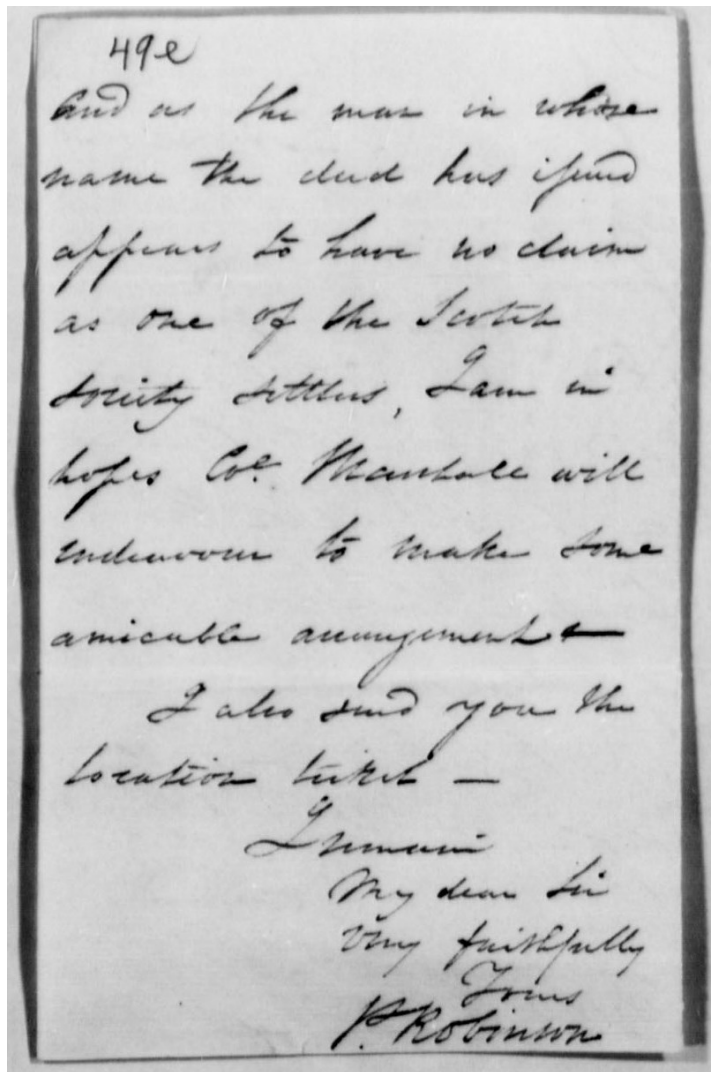 49e
And as the man in whose
name the deed has issued
appears to have no claim
as one of the Scotch
society settlers, I am in
hopes Col. Marshall will
endeavour to make some
amicable arrangement —
I also send you the
location ticket —
I remain
My dear Sir
Very faithfully
Yours
P. Robinson